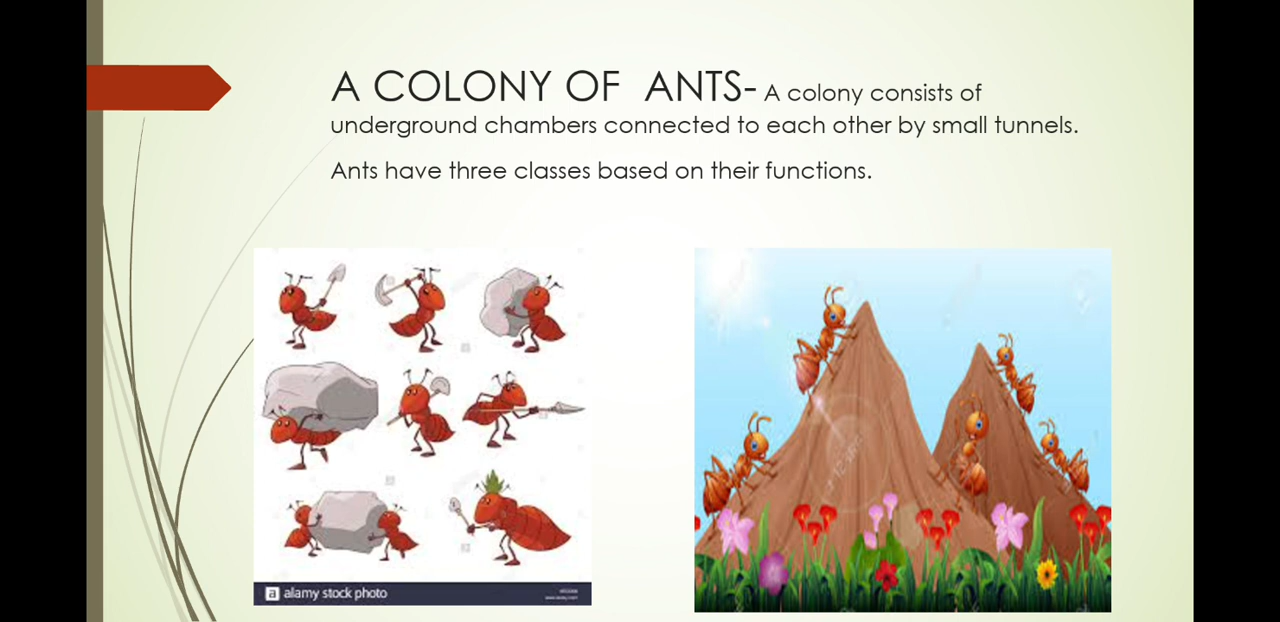 A COLONY OF ANTS- A colony consists of
underground chambers connected to each other by small tunnels.
Ants have three classes based on their functions.
a alamy stock photo